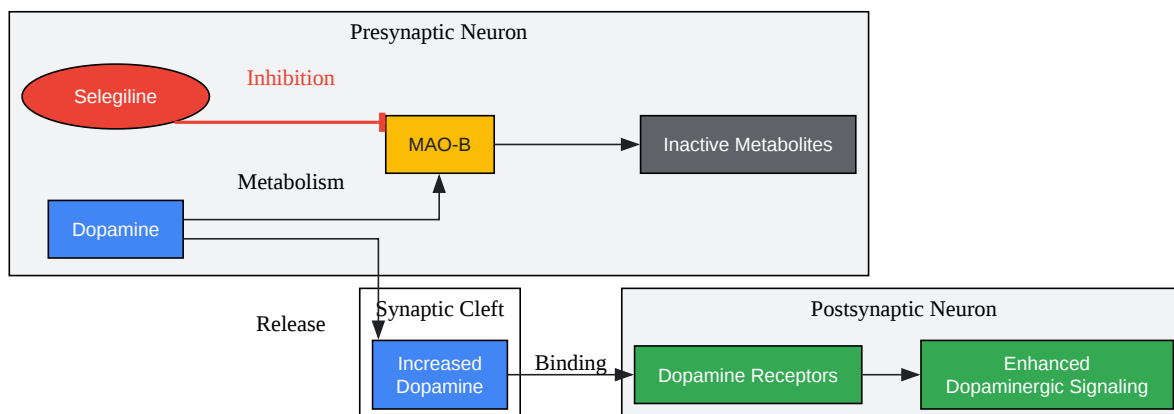 Presynaptic Neuron
Inhibition
Selegiline
MAO-B
Inactive Metabolites
Metabolism
Dopamine
Release
Synaptic Cleft
Increased
Dopamine
Binding
Postsynaptic Neuron
Dopamine Receptors
Enhanced
Dopaminergic Signaling